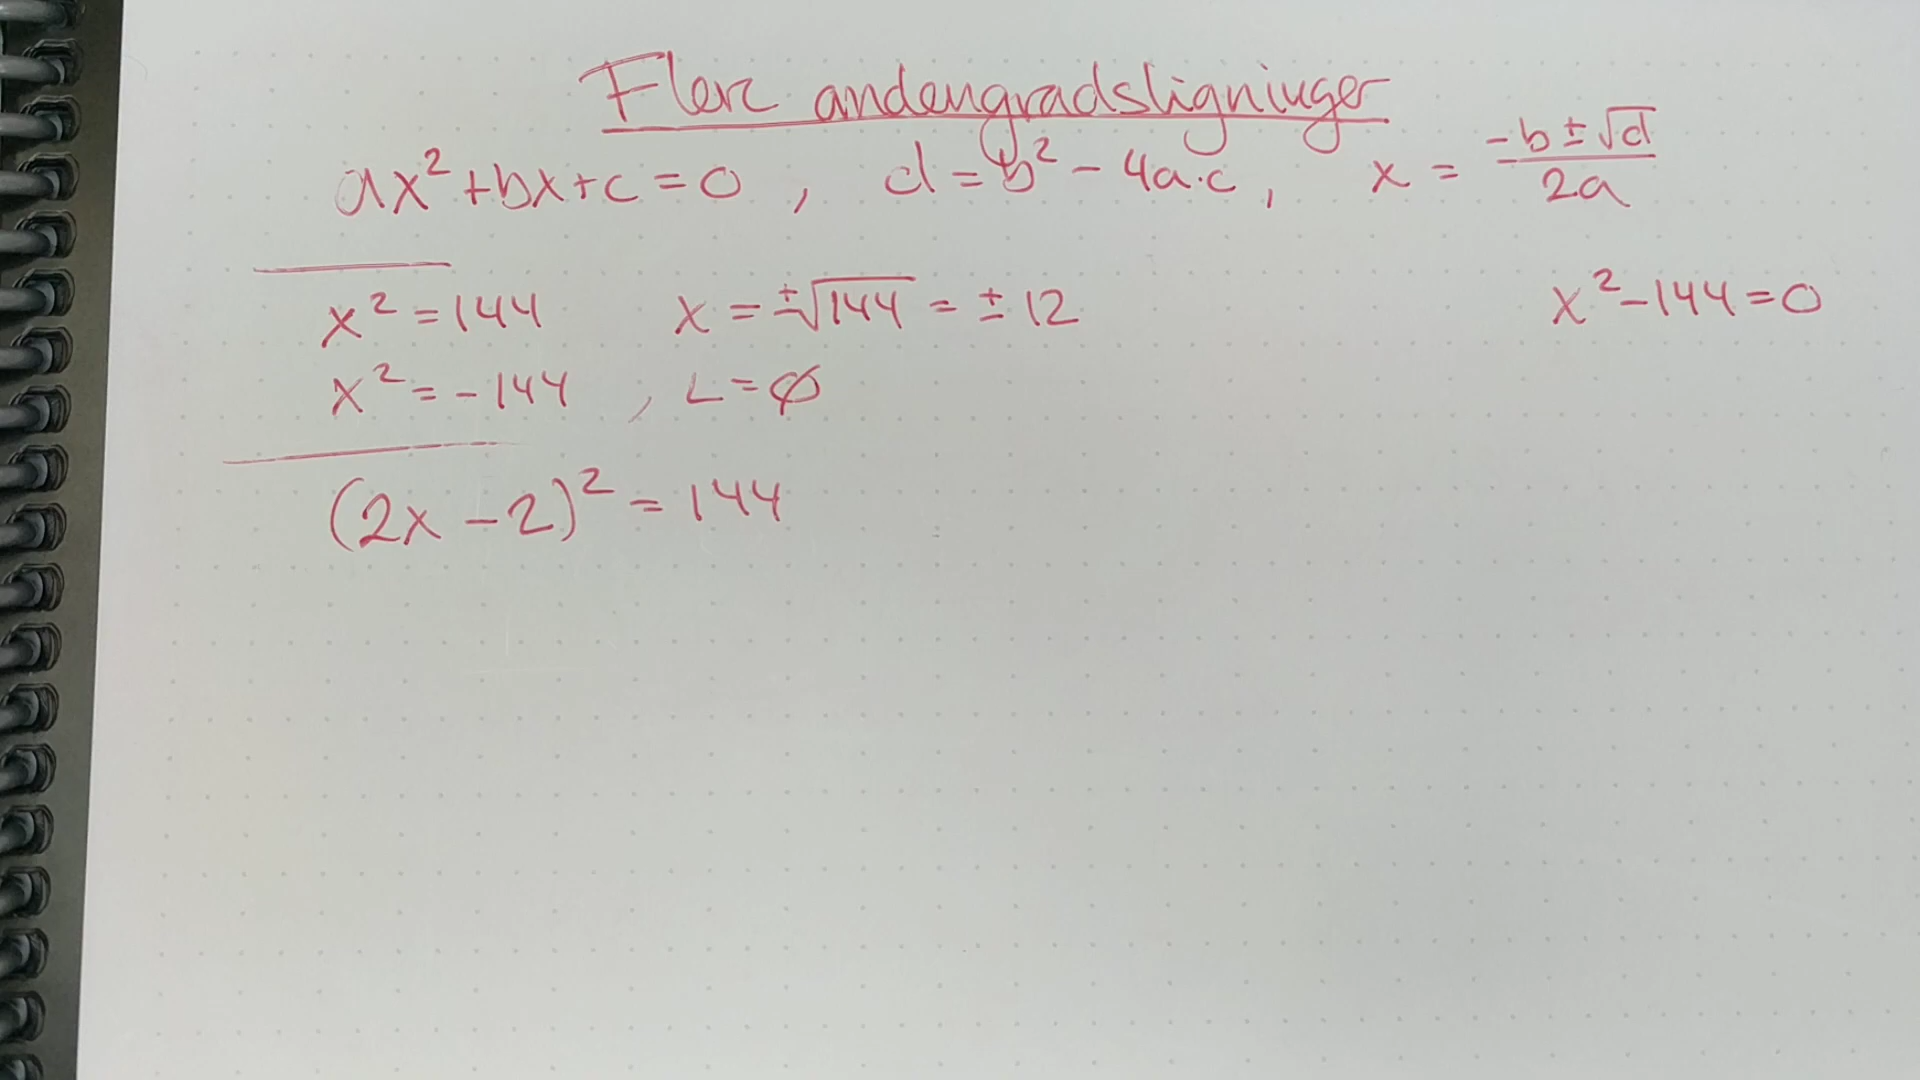 Flere andengradsligninger
ax² + bx + c = 0 , d = b² - 4a·c , x = (-b ± √d) / 2a
x² = 144 x = ±√144 = ± 12 x² - 144 = 0
x² = -144 , L = ∅
(2x - 2)² = 144